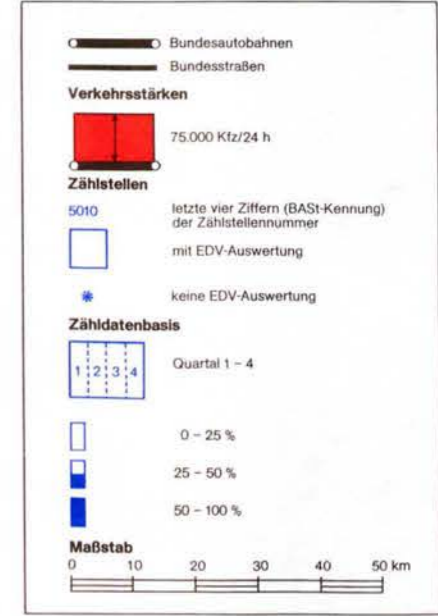 Bundesautobahnen
Bundesstraßen
Verkehrsstärken
75.000 Kfz/24 h
Zählstellen
5010 letzte vier Ziffern (BASt-Kennung)
der Zählstellennummer
mit EDV-Auswertung
keine EDV-Auswertung
Zähldatenbasis
1 2 3 4 Quartal 1 – 4
0 – 25 %
25 – 50 %
50 – 100 %
Maßstab
0 10 20 30 40 50 km